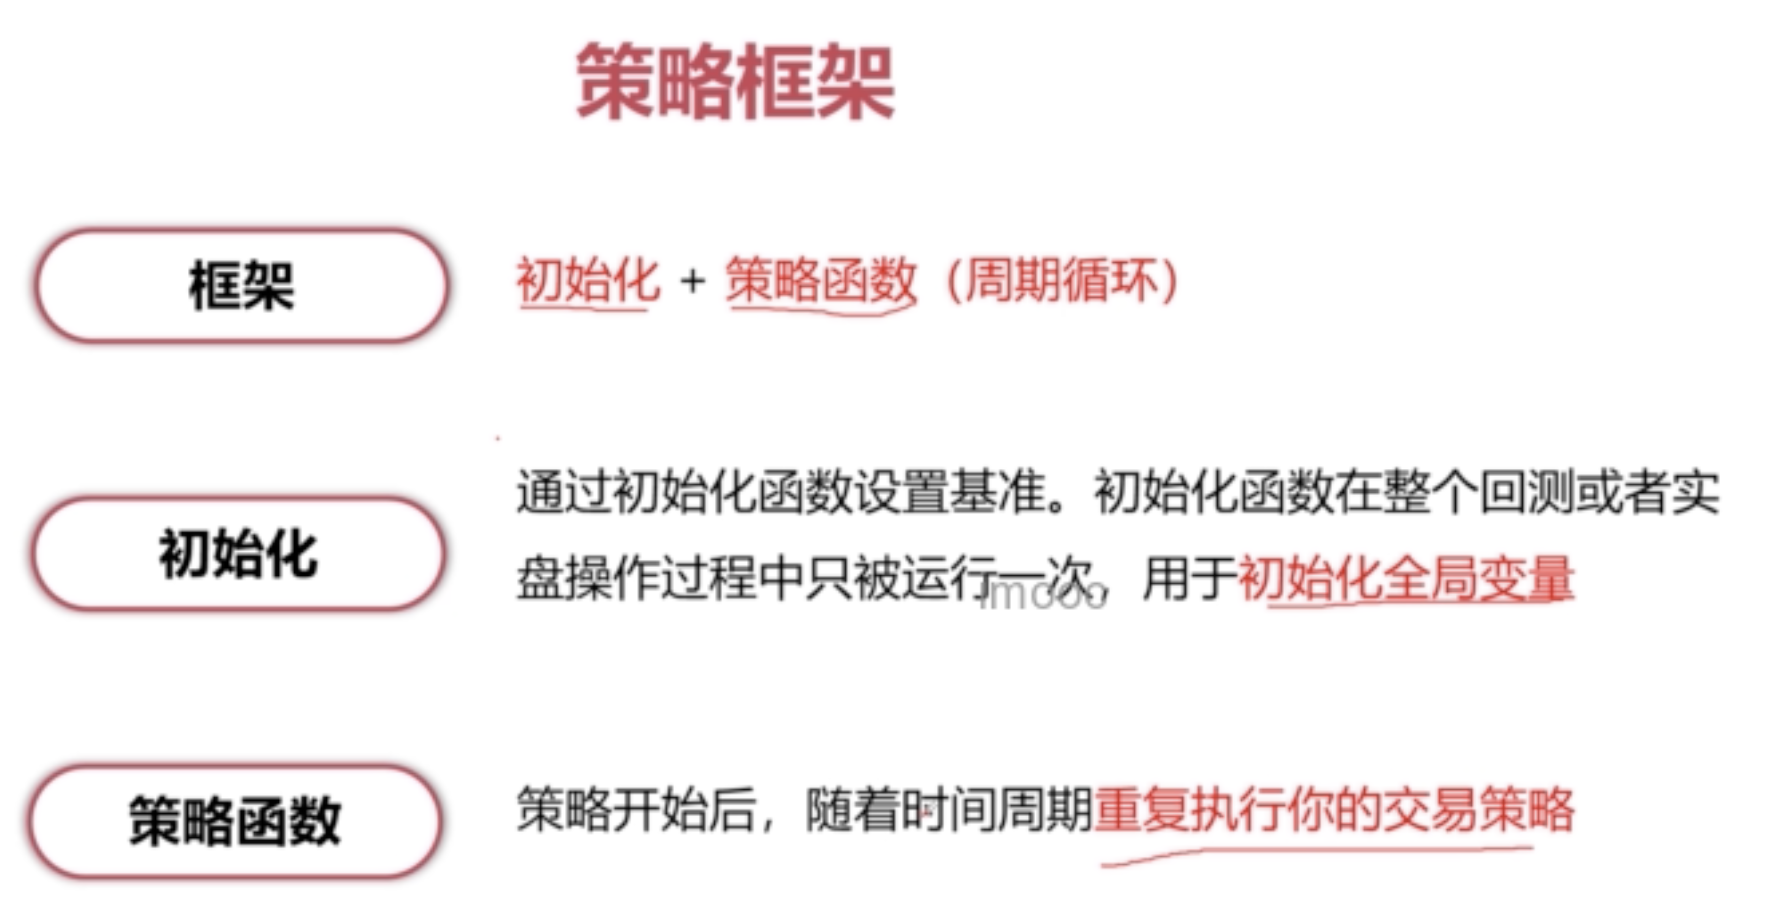 策略框架
框架
初始化 + 策略函数（周期循环）
初始化
通过初始化函数设置基准。初始化函数在整个回测或者实
盘操作过程中只被运行一次，用于初始化全局变量
策略函数
策略开始后，随着时间周期重复执行你的交易策略